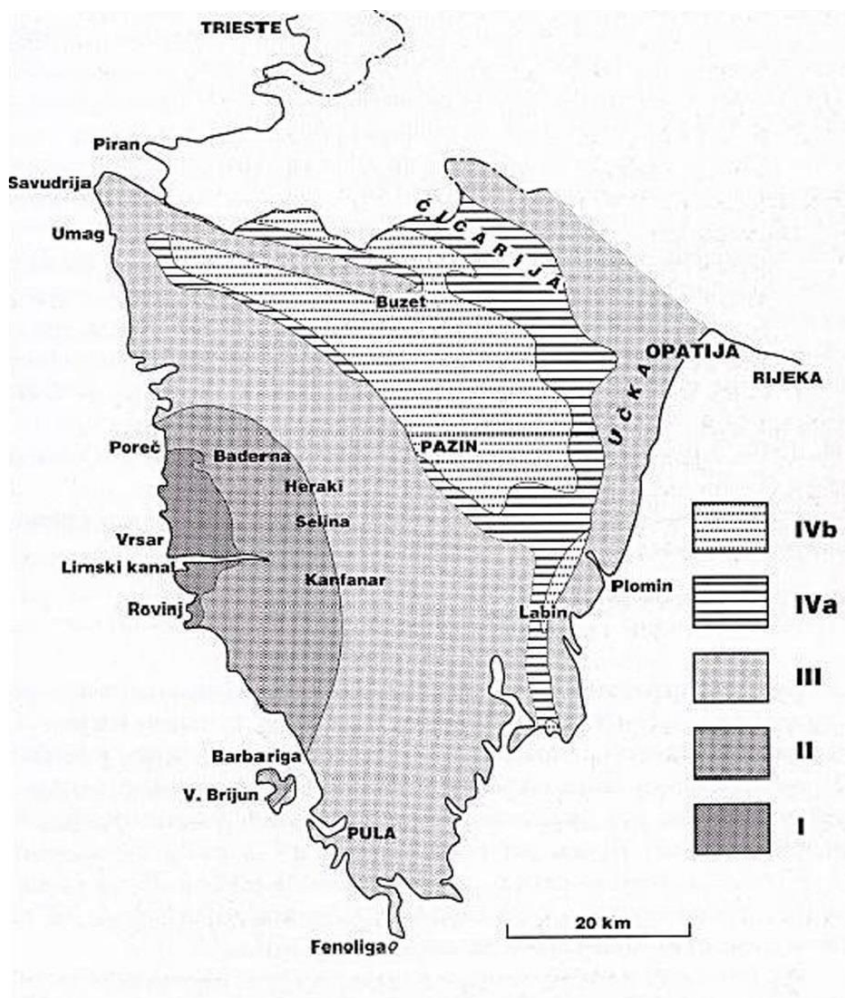 TRIESTE
Piran
Savudrija
ĆIĆARIJA
Umag
Buzet
OPATIJA
RIJEKA
UČKA
Poreč
Baderna
PAZIN
Heraki
Selina
IVb
Vrsar
Limski kanal
Kanfanar
Plomin
IVa
Rovinj
Labin
III
II
Barbariga
V. Brijun
I
PULA
20 km
Fenoliga